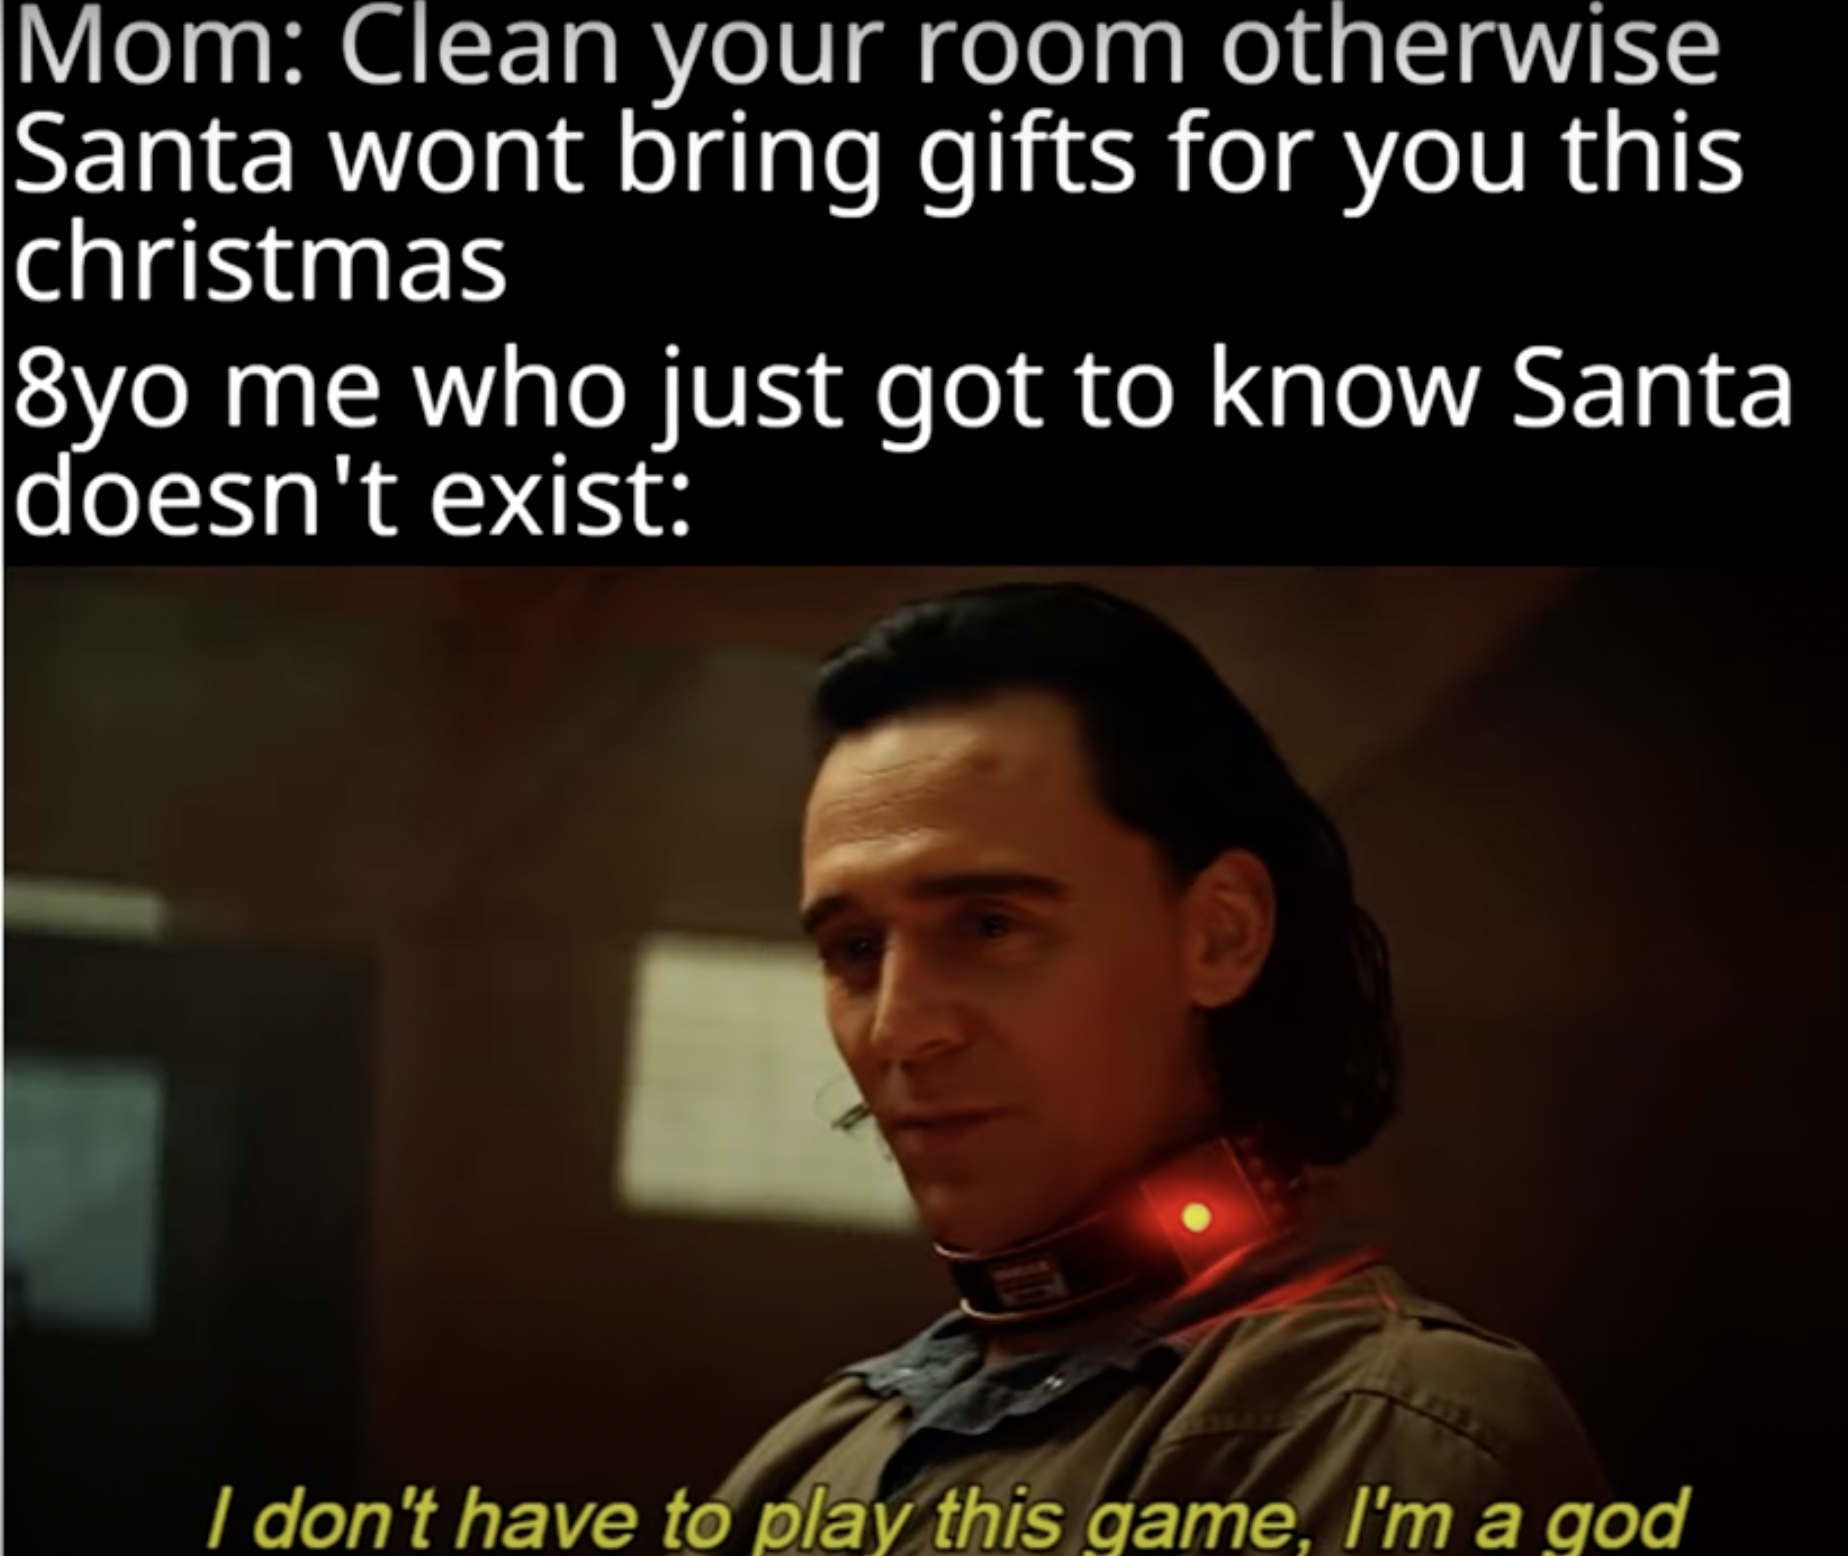 Mom: Clean your room otherwise
Santa wont bring gifts for you this
christmas
8yo me who just got to know Santa
doesn't exist:
I don't have to play this game, I'm a god